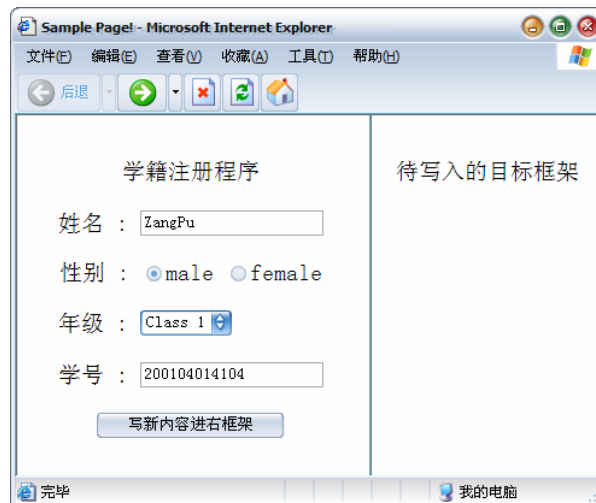 Sample Page! - Microsoft Internet Explorer
文件(F) 编辑(E) 查看(V) 收藏(A) 工具(T) 帮助(H)
后退
学籍注册程序
姓名 : ZangPu
性别 : male female
年级 : Class 1
学号 : 200104014104
写新内容进右框架
待写入的目标框架
完毕
我的电脑